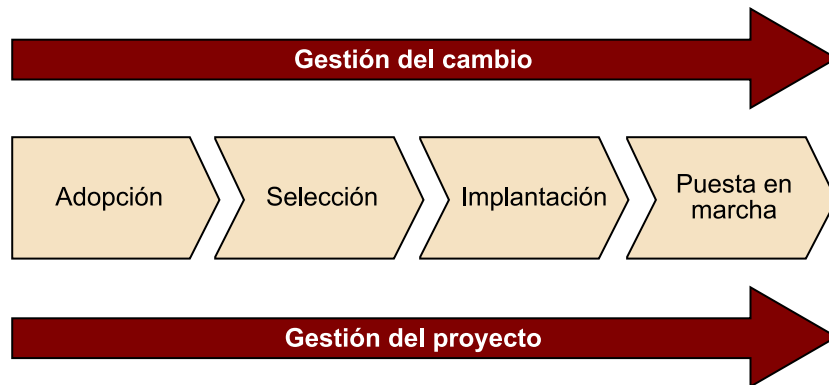 Gestión del cambio
Adopción
Selección
Implantación
Puesta en
marcha
Gestión del proyecto